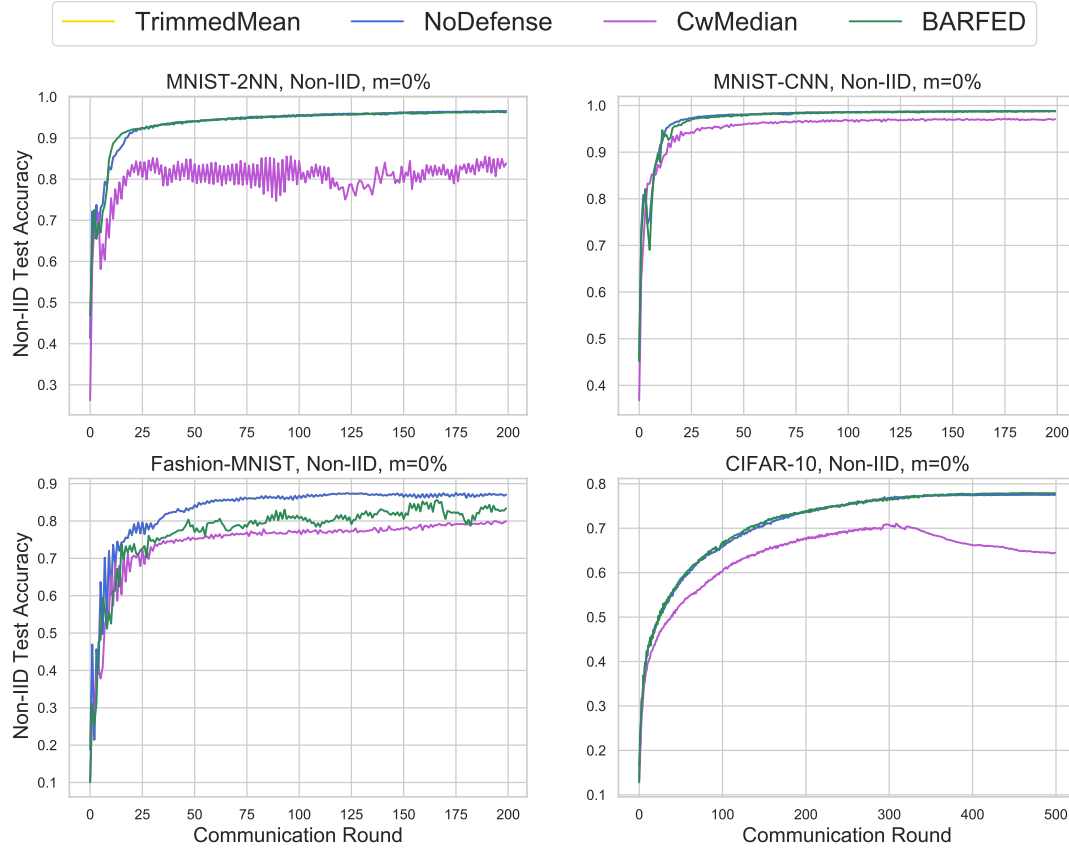 TrimmedMean NoDefense CwMedian BARFED
MNIST-2NN, Non-IID, m=0%
Non-IID Test Accuracy
1.0
0.9
0.8
0.7
0.6
0.5
0.4
0.3
0 25 50 75 100 125 150 175 200
MNIST-CNN, Non-IID, m=0%
1.0
0.9
0.8
0.7
0.6
0.5
0.4
0 25 50 75 100 125 150 175 200
Fashion-MNIST, Non-IID, m=0%
Non-IID Test Accuracy
0.9
0.8
0.7
0.6
0.5
0.4
0.3
0.2
0.1
0 25 50 75 100 125 150 175 200
Communication Round
CIFAR-10, Non-IID, m=0%
0.8
0.7
0.6
0.5
0.4
0.3
0.2
0.1
0 100 200 300 400 500
Communication Round